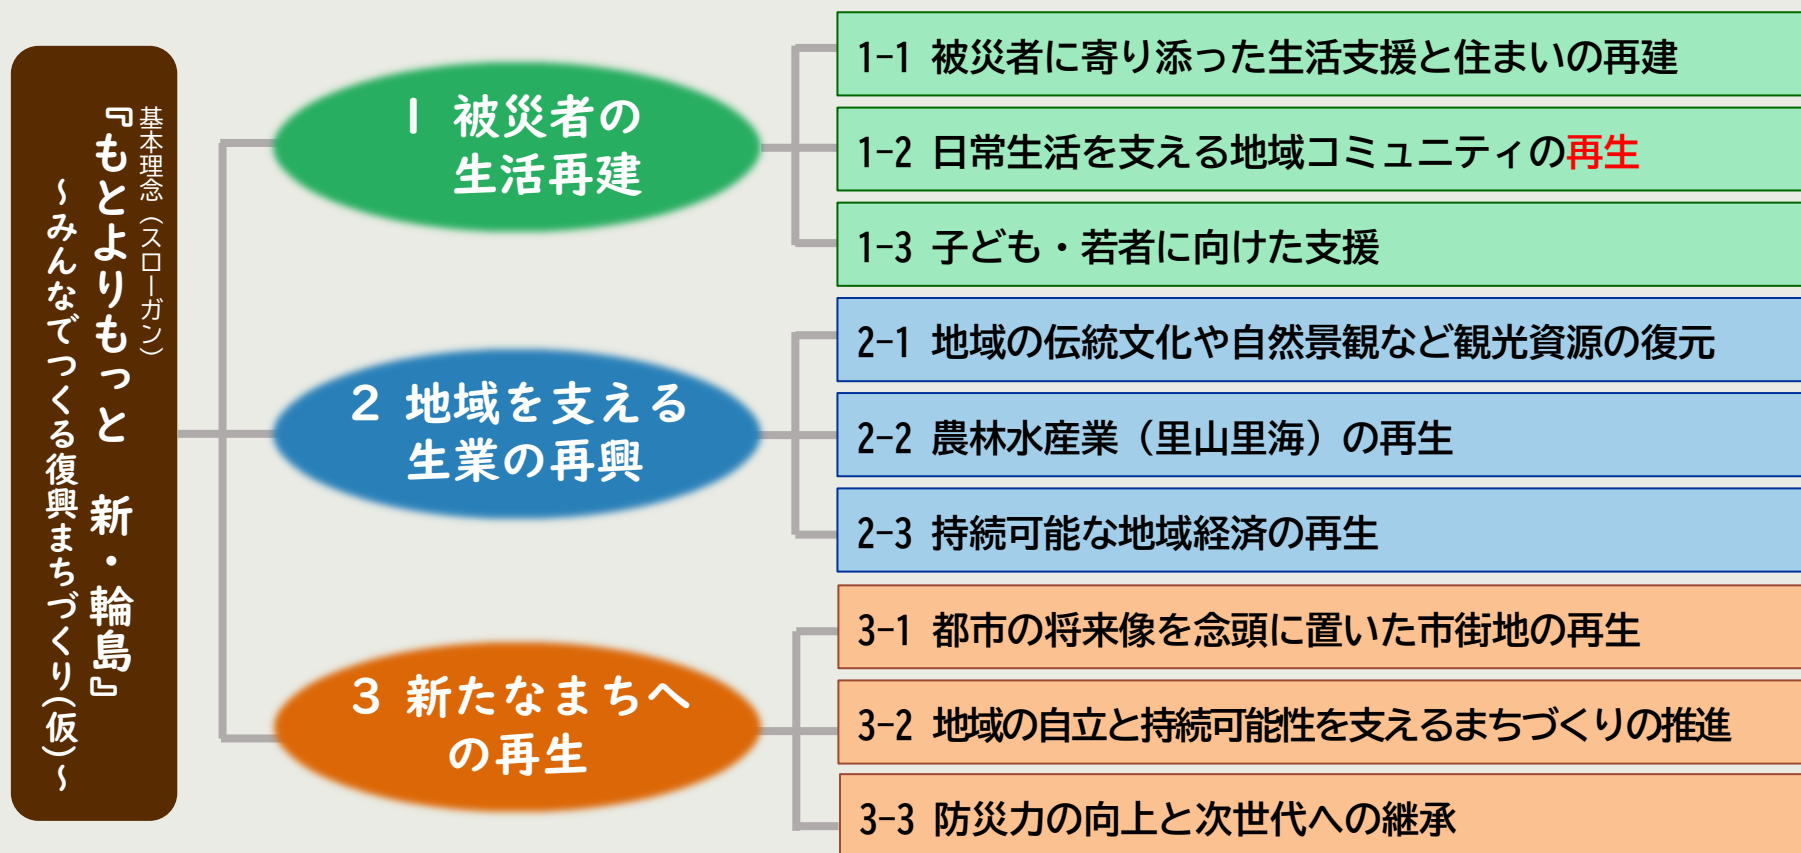 基本理念（スローガン）
『もとよりもっと　新・輪島』
～みんなでつくる復興まちづくり(仮)～
1 被災者の
生活再建
1-1 被災者に寄り添った生活支援と住まいの再建
1-2 日常生活を支える地域コミュニティの再生
1-3 子ども・若者に向けた支援
2 地域を支える
生業の再興
2-1 地域の伝統文化や自然景観など観光資源の復元
2-2 農林水産業（里山里海）の再生
2-3 持続可能な地域経済の再生
3 新たなまちへ
の再生
3-1 都市の将来像を念頭に置いた市街地の再生
3-2 地域の自立と持続可能性を支えるまちづくりの推進
3-3 防災力の向上と次世代への継承